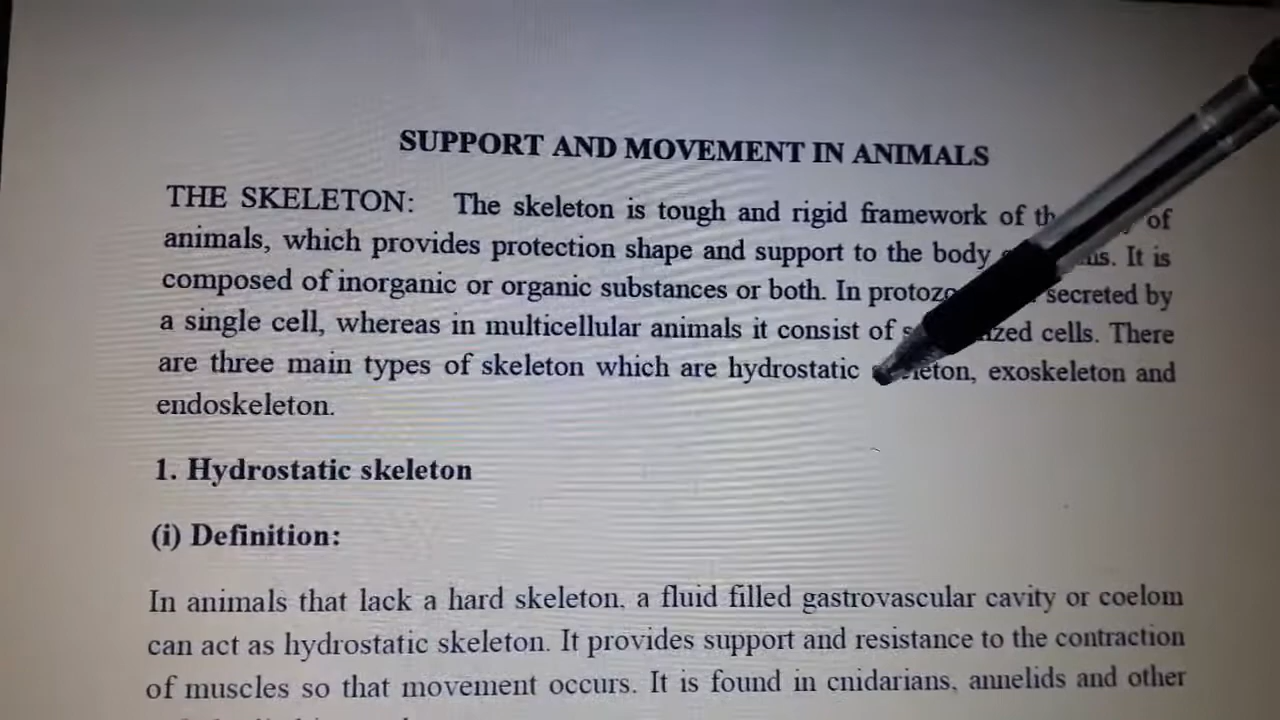 SUPPORT AND MOVEMENT IN ANIMALS
THE SKELETON: The skeleton is tough and rigid framework of of
animals, which provides protection shape and support to the body It is
composed of inorganic or organic substances or both. In secreted by
a single cell, whereas in multicellular animals it consist of cells. There
are three main types of skeleton which are hydrostatic skeleton, exoskeleton and
endoskeleton.
1. Hydrostatic skeleton
(i) Definition:
In animals that lack a hard skeleton, a fluid filled gastrovascular cavity or coelom
can act as hydrostatic skeleton. It provides support and resistance to the contraction
of muscles so that movement occurs. It is found in cnidarians, annelids and other